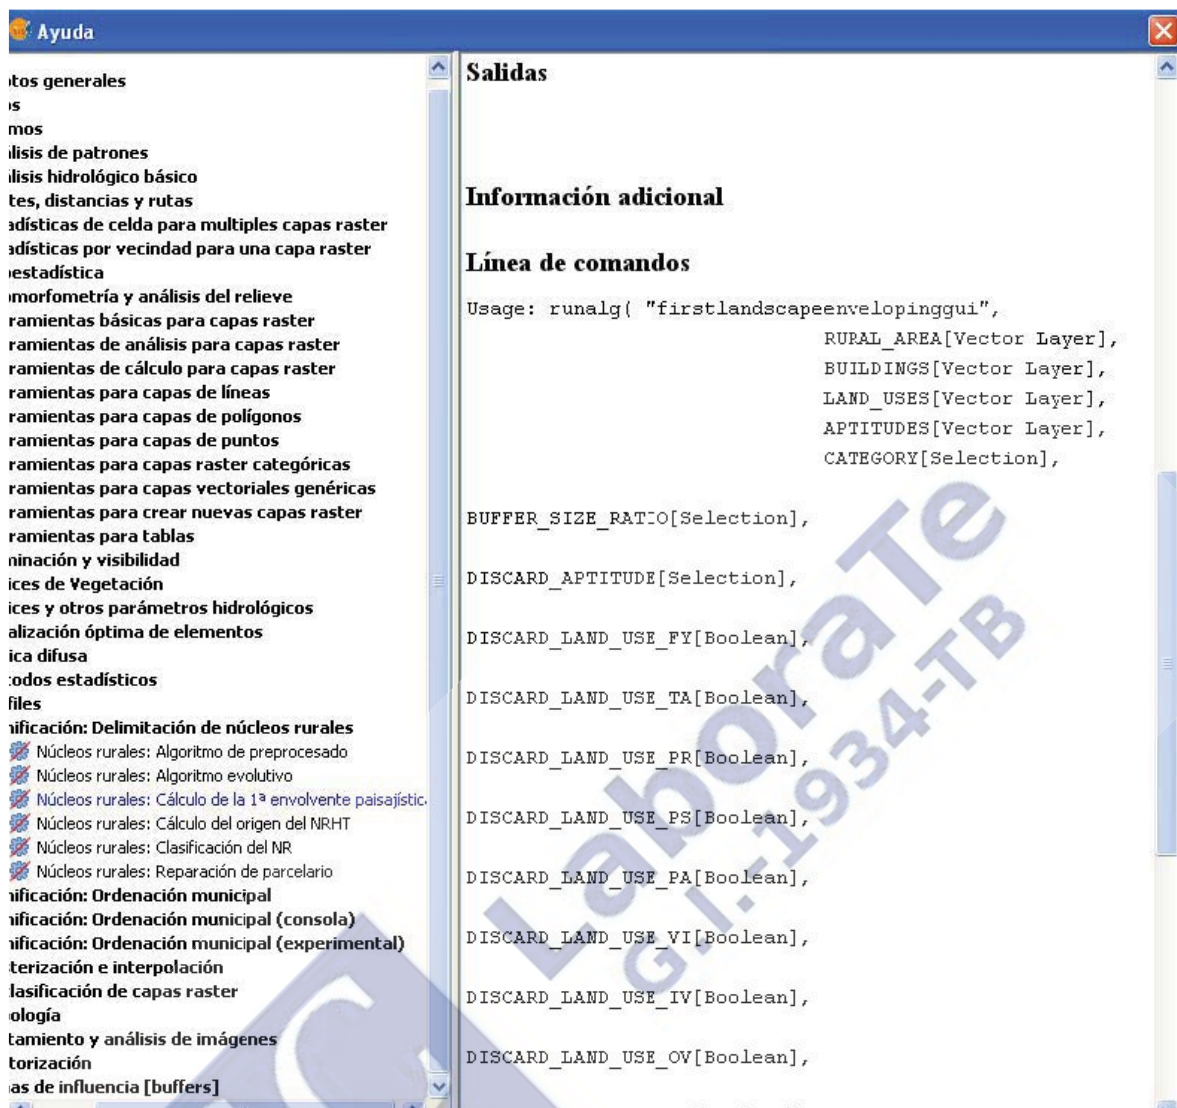 Ayuda
tos generales
os
mos
lisis de patrones
lisis hidrológico básico
tes, distancias y rutas
adísticas de celda para multiples capas raster
adísticas por vecindad para una capa raster
estadística
omorfometría y análisis del relieve
ramientas básicas para capas raster
ramientas de análisis para capas raster
ramientas de cálculo para capas raster
ramientas para capas de líneas
ramientas para capas de polígonos
ramientas para capas de puntos
ramientas para capas raster categóricas
ramientas para capas vectoriales genéricas
ramientas para crear nuevas capas raster
ramientas para tablas
minación y visibilidad
ices de Vegetación
ices y otros parámetros hidrológicos
alización óptima de elementos
ica difusa
todos estadísticos
files
nificación: Delimitación de núcleos rurales
Núcleos rurales: Algoritmo de preprocesado
Núcleos rurales: Algoritmo evolutivo
Núcleos rurales: Cálculo de la 1ª envolvente paisajístic
Núcleos rurales: Cálculo del origen del NRHT
Núcleos rurales: Clasificación del NR
Núcleos rurales: Reparación de parcelario
nificación: Ordenación municipal
nificación: Ordenación municipal (consola)
nificación: Ordenación municipal (experimental)
terización e interpolación
lasificación de capas raster
ología
tamiento y análisis de imágenes
torización
as de influencia [buffers]
Salidas
Información adicional
Línea de comandos
Usage: runalg( "firstlandscapeenvelopinggui",
RURAL_AREA[Vector Layer],
BUILDINGS[Vector Layer],
LAND_USES[Vector Layer],
APTITUDES[Vector Layer],
CATEGORY[Selection],
BUFFER_SIZE_RATIO[Selection],
DISCARD_APTITUDE[Selection],
DISCARD_LAND_USE_FY[Boolean],
DISCARD_LAND_USE_TA[Boolean],
DISCARD_LAND_USE_PR[Boolean],
DISCARD_LAND_USE_PS[Boolean],
DISCARD_LAND_USE_PA[Boolean],
DISCARD_LAND_USE_VI[Boolean],
DISCARD_LAND_USE_IV[Boolean],
DISCARD_LAND_USE_OV[Boolean],
LaboraTe
G.I.-1934-TB